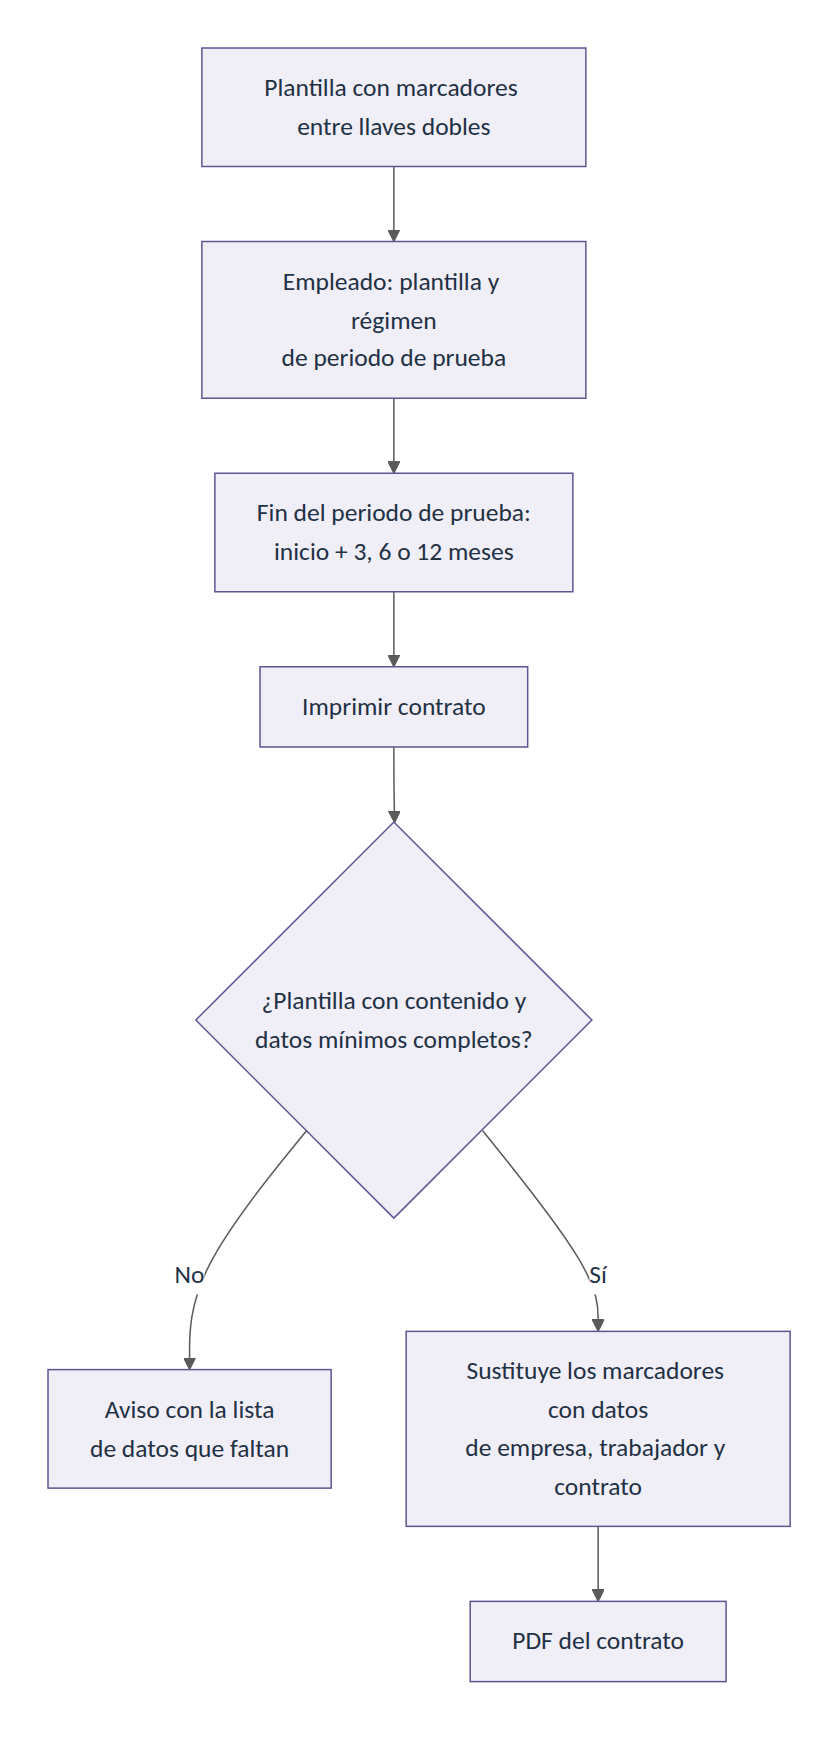 Plantilla con marcadores
entre llaves dobles
Empleado: plantilla y
régimen
de periodo de prueba
Fin del periodo de prueba:
inicio + 3, 6 o 12 meses
Imprimir contrato
¿Plantilla con contenido y
datos mínimos completos?
No
Sí
Aviso con la lista
de datos que faltan
Sustituye los marcadores
con datos
de empresa, trabajador y
contrato
PDF del contrato